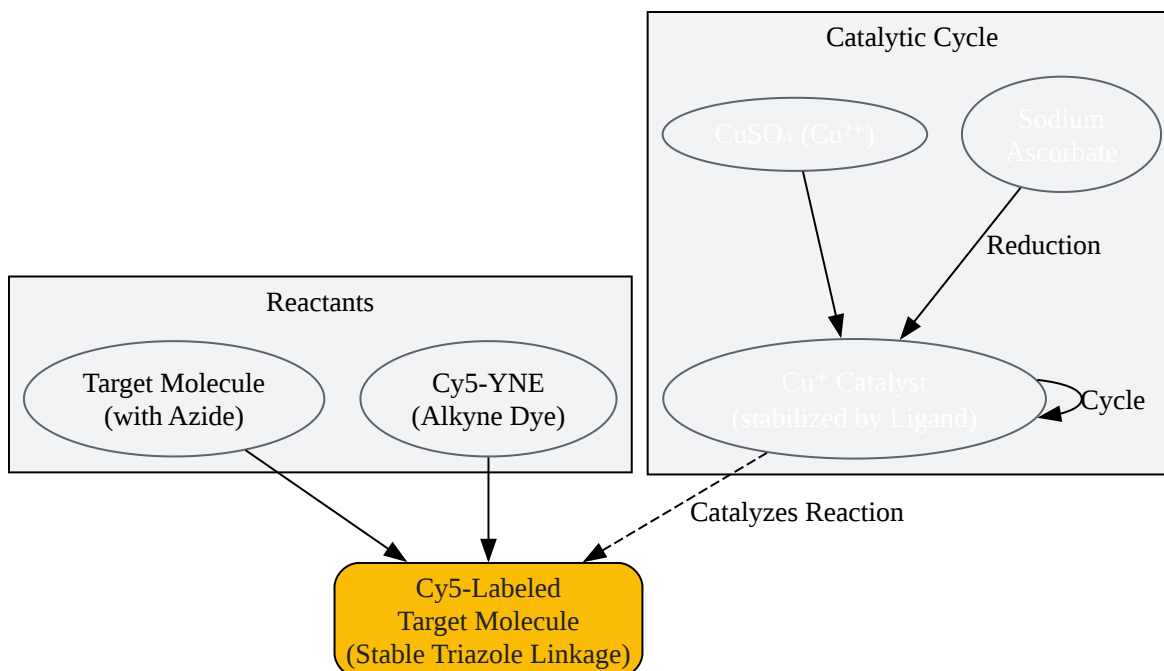 Catalytic Cycle
CuSO₄ (Cu²⁺)
Sodium
Ascorbate
Reduction
Reactants
Target Molecule
(with Azide)
Cy5-YNE
(Alkyne Dye)
Cu⁺ Catalyst
(stabilized by Ligand)
Cycle
Catalyzes Reaction
Cy5-Labeled
Target Molecule
(Stable Triazole Linkage)